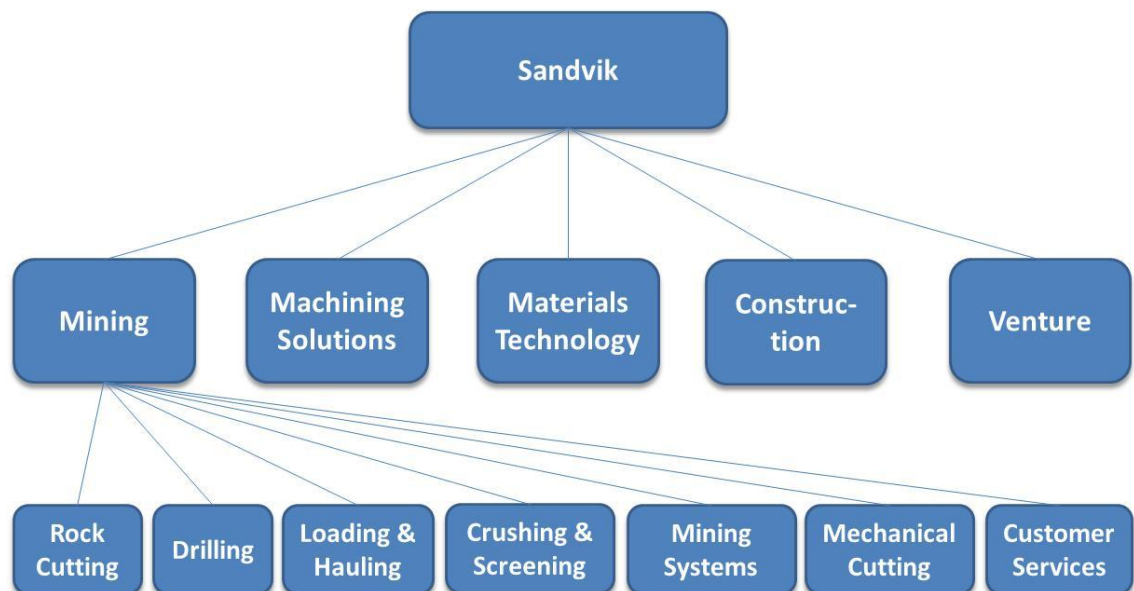 Sandvik
Mining
Machining
Solutions
Materials
Technology
Construc-
tion
Venture
Rock
Cutting
Drilling
Loading &
Hauling
Crushing &
Screening
Mining
Systems
Mechanical
Cutting
Customer
Services